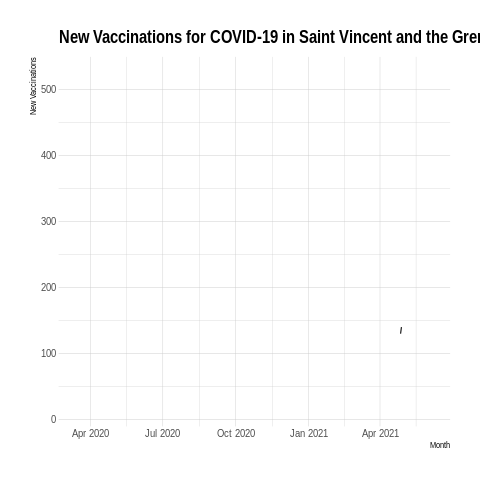 New Vaccinations for COVID-19 in Saint Vincent and the Gre
New Vaccinations
500
400
300
200
100
0
Apr 2020 Jul 2020 Oct 2020 Jan 2021 Apr 2021
Month